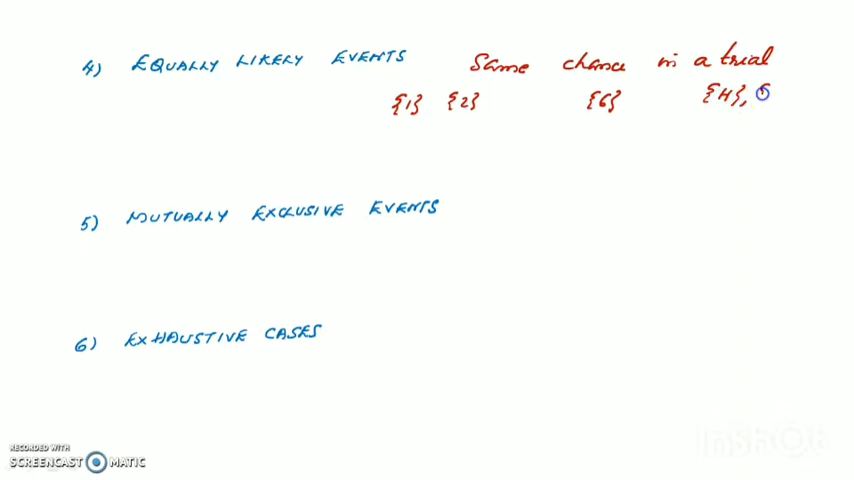 4) EQUALLY LIKELY EVENTS Same chance in a trial
{1} {2} {6} {H}, {
5) MUTUALLY EXCLUSIVE EVENTS
6) EXHAUSTIVE CASES
RECORDED WITH
SCREENCAST MATIC
InShOt